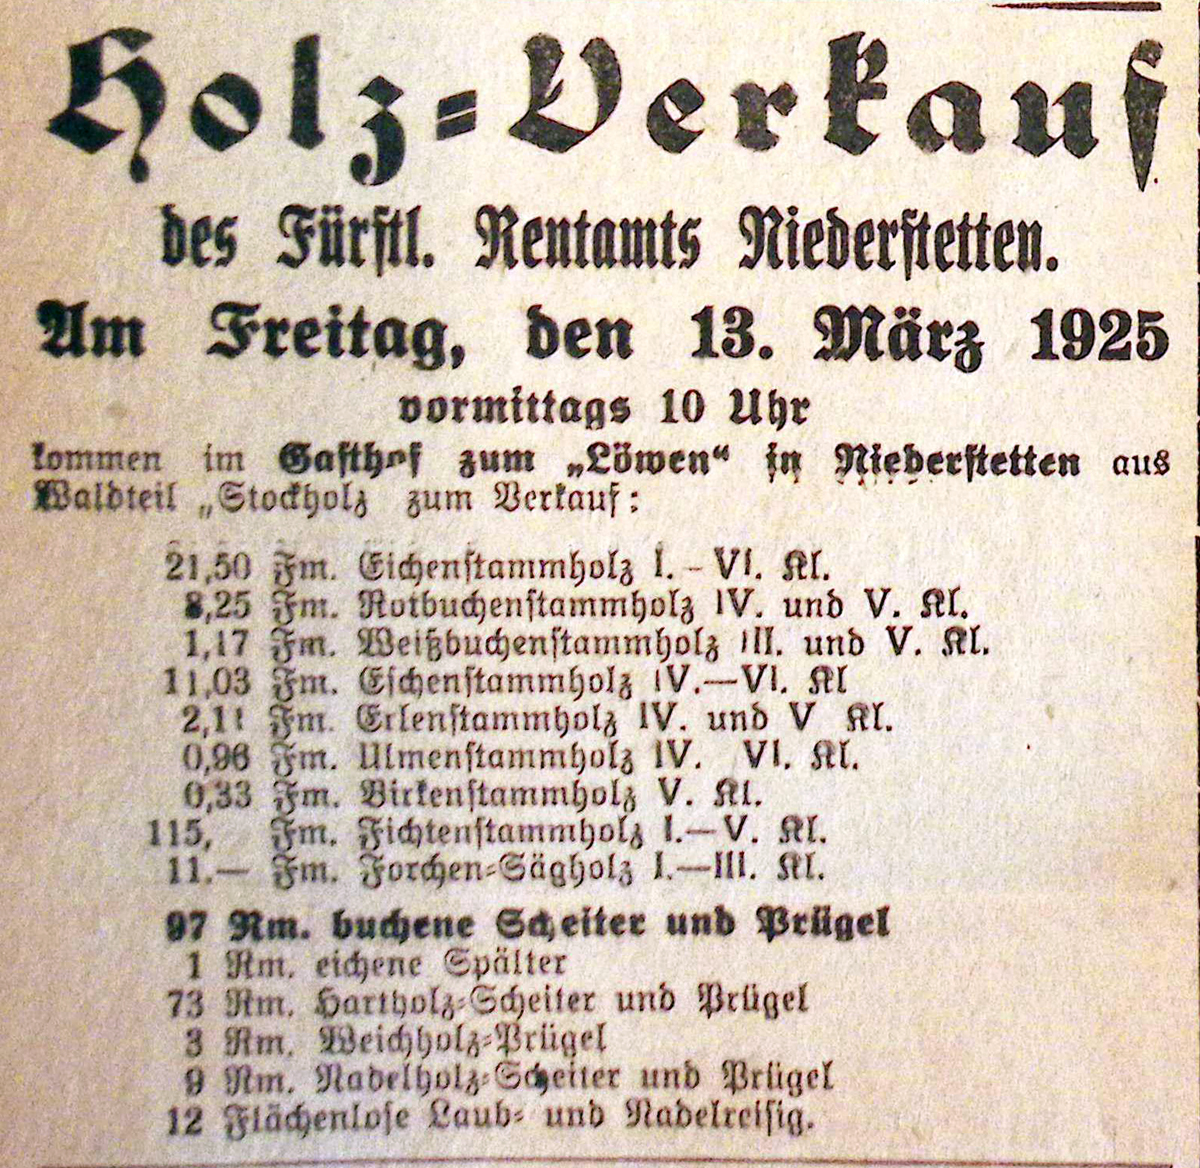 Holz-Verkauf
des Fürstl. Rentamts Niederstetten.
Am Freitag, den 13. März 1925
vormittags 10 Uhr
kommen im Gasthof zum „Löwen“ in Niederstetten aus
Waldteil „Stockholz zum Verkauf:
21,50 Fm. Eichenstammholz I.-VI. Kl.
8,25 Fm. Rotbuchenstammholz IV. und V. Kl.
1,17 Fm. Weißbuchenstammholz III. und V. Kl.
11,03 Fm. Eschenstammholz IV.—VI. Kl
2,11 Fm. Erlenstammholz IV. und V Kl.
0,96 Fm. Ulmenstammholz IV. VI. Kl.
0,33 Fm. Birkenstammholz V. Kl.
115, Fm. Fichtenstammholz I.—V. Kl.
11.— Fm. Forchen-Sägholz I.—III. Kl.
97 Rm. buchene Scheiter und Prügel
1 Rm. eichene Spälter
73 Rm. Hartholz-Scheiter und Prügel
3 Rm. Weichholz-Prügel
9 Rm. Nadelholz-Scheiter und Prügel
12 Flächenlose Laub- und Nadelreisig.